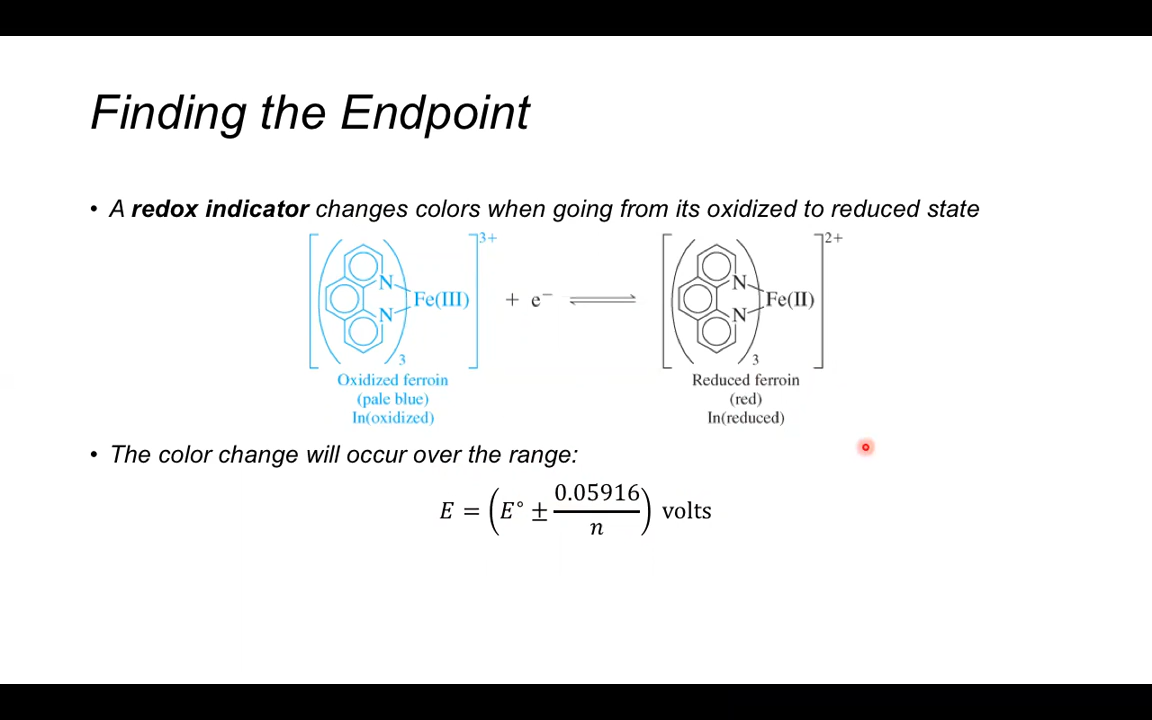 Finding the Endpoint
• A redox indicator changes colors when going from its oxidized to reduced state
[( N N Fe(III) )3]3+ + e⁻ ⇌ [( N N Fe(II) )3]2+
Oxidized ferroin
(pale blue)
In(oxidized)
Reduced ferroin
(red)
In(reduced)
• The color change will occur over the range:
E = (E° ± 0.05916/n) volts